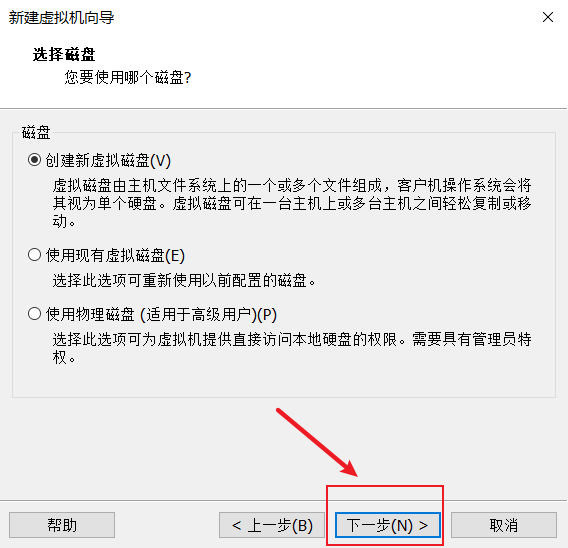 新建虚拟机向导
选择磁盘
您要使用哪个磁盘?
磁盘
创建新虚拟磁盘(V)
虚拟磁盘由主机文件系统上的一个或多个文件组成，客户机操作系统会将
其视为单个硬盘。虚拟磁盘可在一台主机上或多台主机之间轻松复制或移
动。
使用现有虚拟磁盘(E)
选择此选项可重新使用以前配置的磁盘。
使用物理磁盘 (适用于高级用户)(P)
选择此选项可为虚拟机提供直接访问本地硬盘的权限。需要具有管理员特
权。
帮助
< 上一步(B)
下一步(N) >
取消